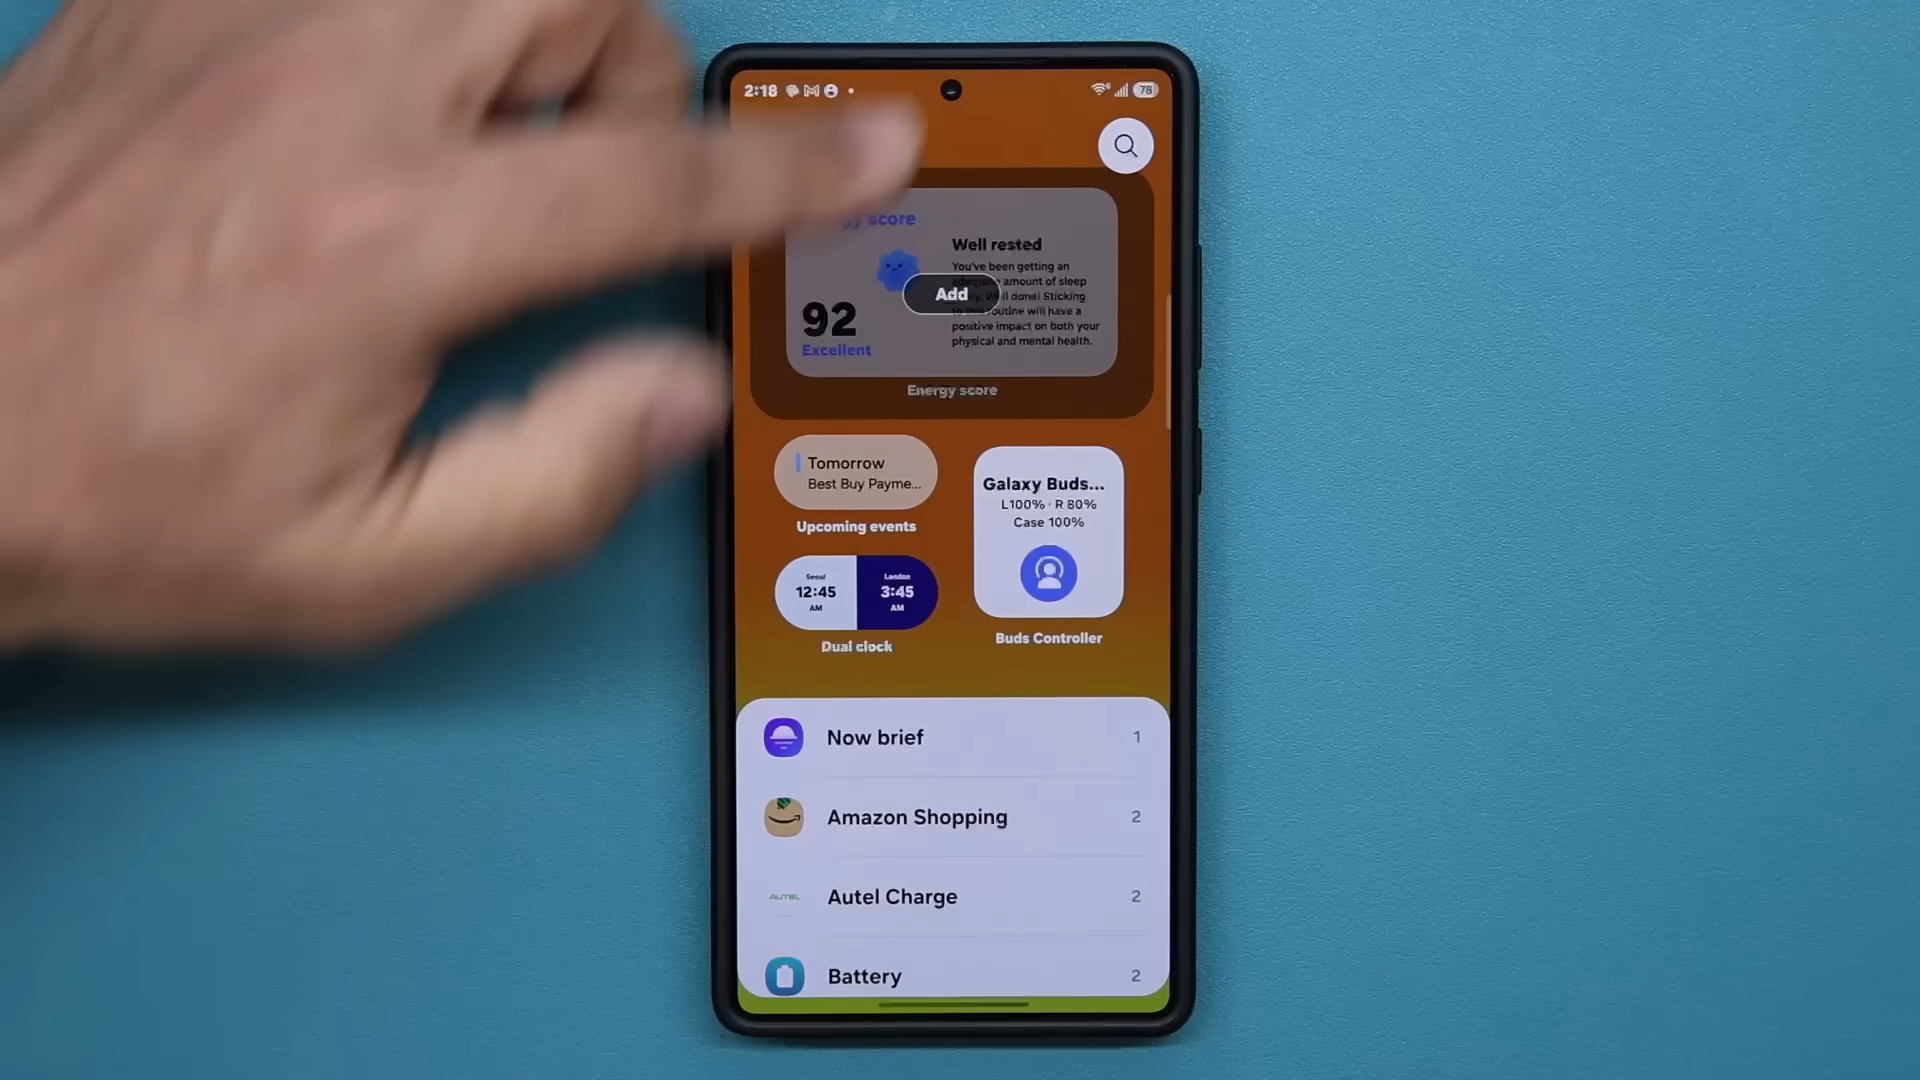 2:18
78
score
Well rested
You've been getting an
amount of sleep
Sticking
routine will have a
positive impact on both your
physical and mental health.
Add
92
Excellent
Energy score
Tomorrow
Best Buy Payme...
Upcoming events
Galaxy Buds...
L100% · R 80%
Case 100%
Seoul
12:45
AM
London
3:45
AM
Dual clock
Buds Controller
Now brief 1
Amazon Shopping 2
AUTEL
Autel Charge 2
Battery 2